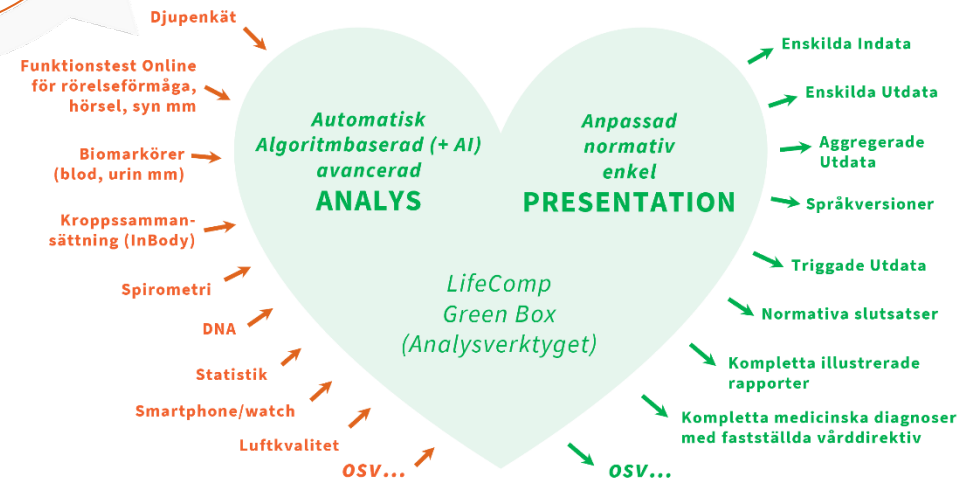 Djupenkät
Funktionstest Online
för rörelseförmåga,
hörsel, syn mm
Biomarkörer
(blod, urin mm)
Kroppssamman-
sättning (InBody)
Spirometri
DNA
Statistik
Smartphone/watch
Luftkvalitet
OSV...
Automatisk
Algoritmbaserad (+ AI)
avancerad
ANALYS
Anpassad
normativ
enkel
PRESENTATION
LifeComp
Green Box
(Analysverktyget)
Enskilda Indata
Enskilda Utdata
Aggregerade
Utdata
Språkversioner
Triggade Utdata
Normativa slutsatser
Kompletta illustrerade
rapporter
Kompletta medicinska diagnoser
med fastställda vårddirektiv
OSV...